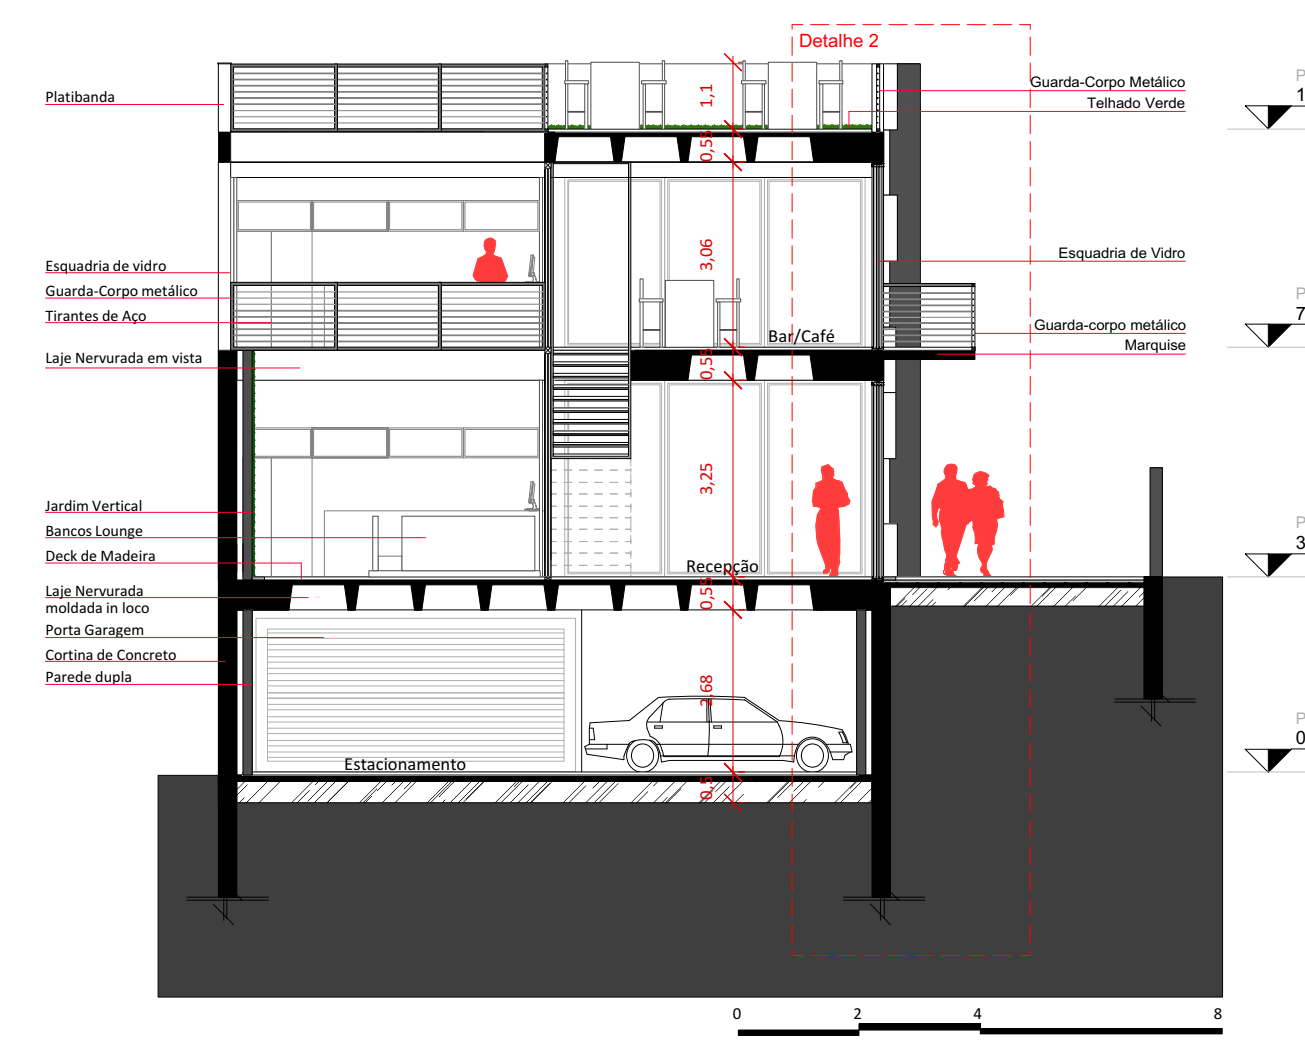 Detalhe 2
Platibanda
Guarda-Corpo Metálico
Telhado Verde
P
1
1,1
0,55
3,06
Esquadria de vidro
Guarda-Corpo metálico
Tirantes de Aço
Laje Nervurada em vista
Esquadria de Vidro
Guarda-corpo metálico
Marquise
P
7
Bar/Café
0,55
3,25
Jardim Vertical
Bancos Lounge
Deck de Madeira
Laje Nervurada
moldada in loco
Porta Garagem
Cortina de Concreto
Parede dupla
Recepção
P
3
0,55
2,68
Estacionamento
P
0
0,5
0 2 4 8